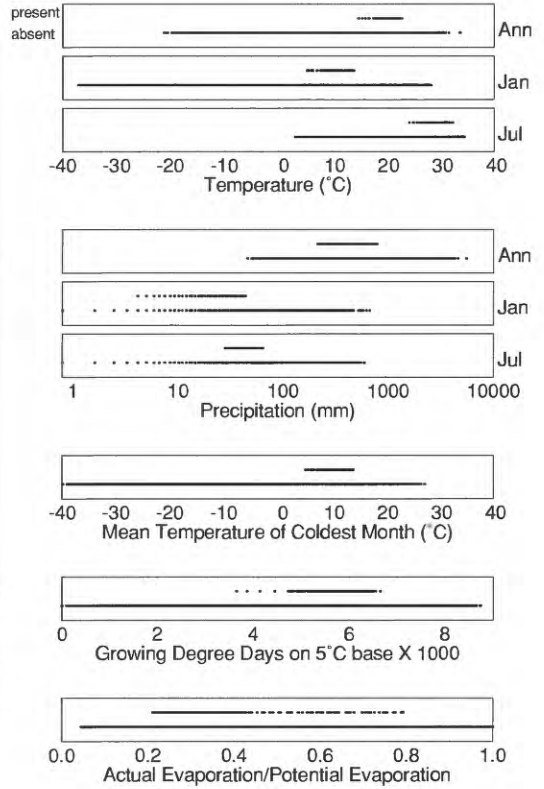 present
absent
Ann
Jan
Jul
-40 -30 -20 -10 0 10 20 30 40
Temperature (°C)
Ann
Jan
Jul
1 10 100 1000 10000
Precipitation (mm)
-40 -30 -20 -10 0 10 20 30 40
Mean Temperature of Coldest Month (°C)
0 2 4 6 8
Growing Degree Days on 5°C base X 1000
0 0.2 0.4 0.6 0.8 1.0
Actual Evaporation/Potential Evaporation